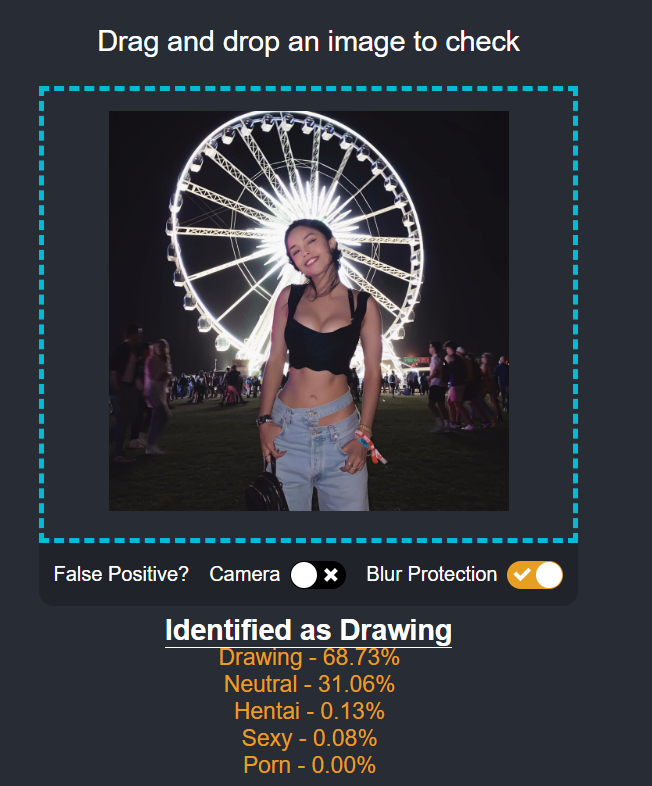 Drag and drop an image to check
False Positive? Camera Blur Protection
Identified as Drawing
Drawing - 68.73%
Neutral - 31.06%
Hentai - 0.13%
Sexy - 0.08%
Porn - 0.00%